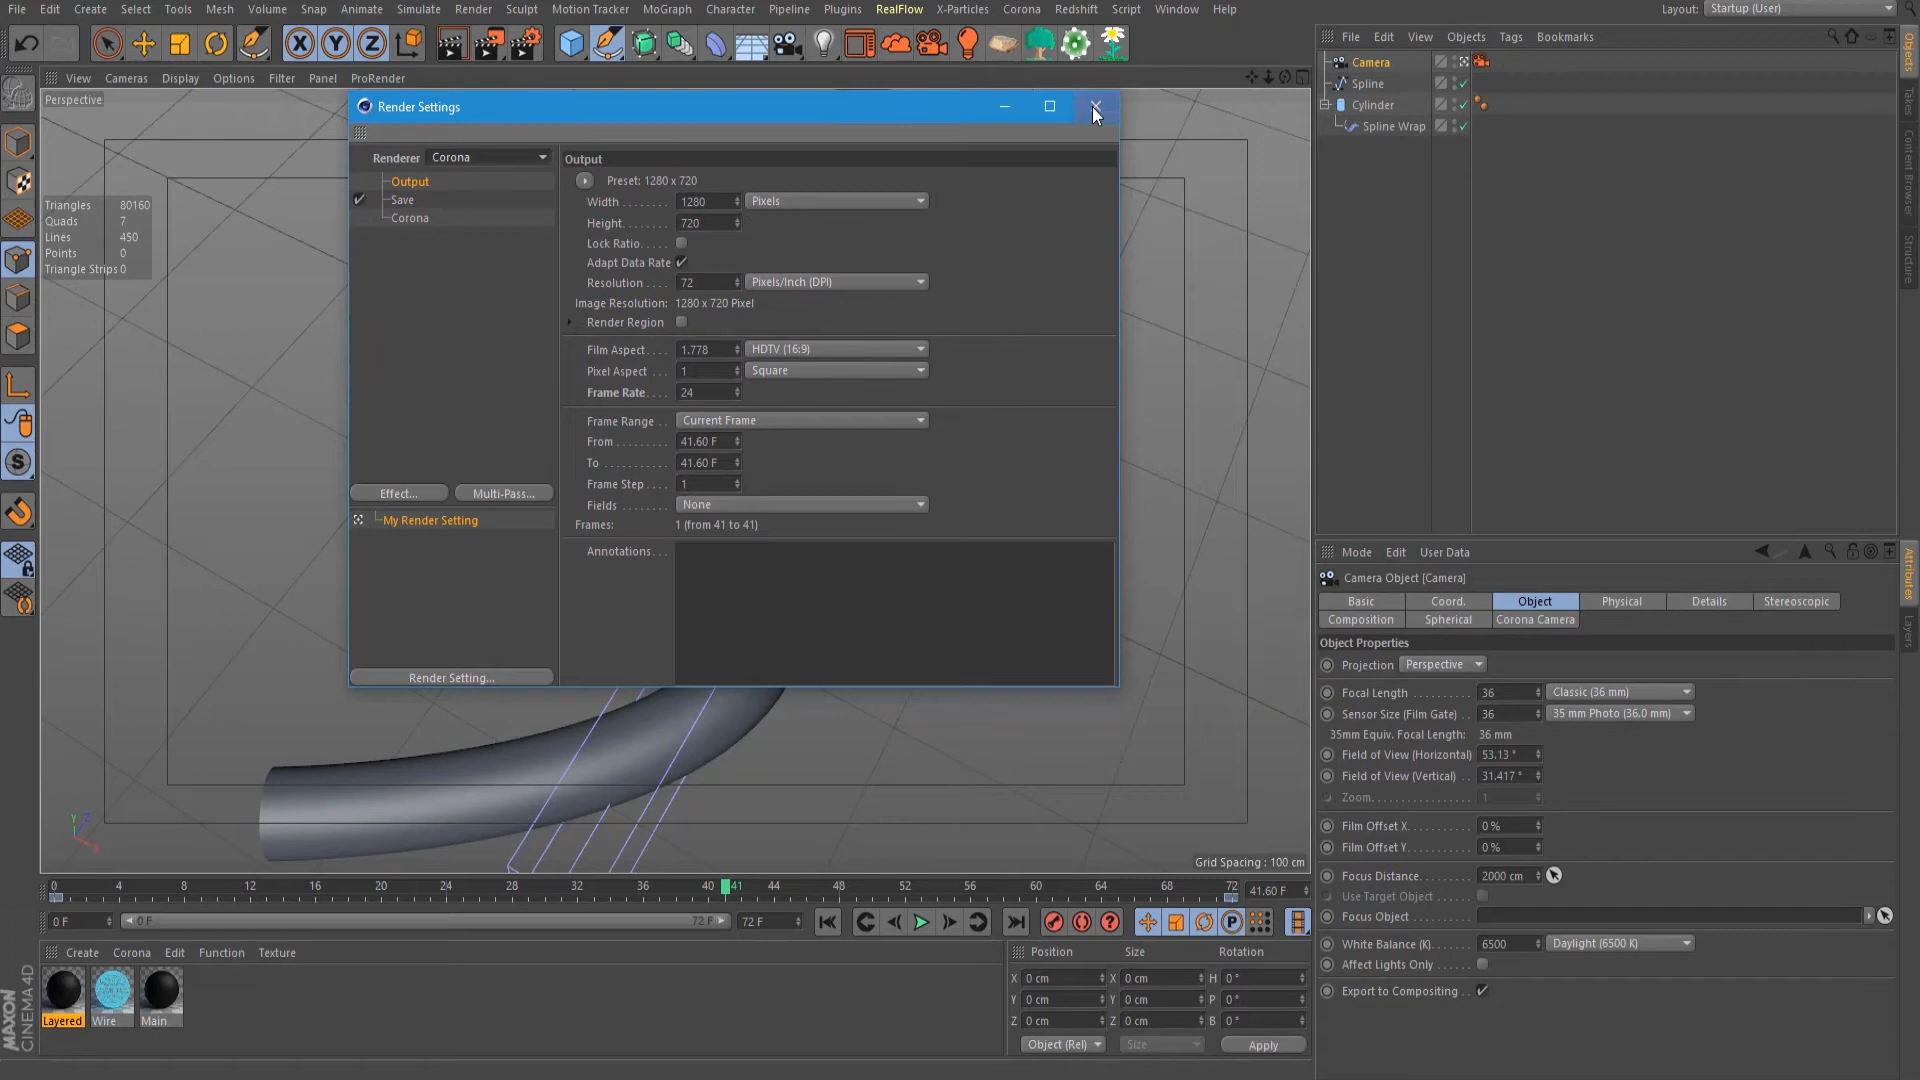 File Edit Create Select Tools Mesh Volume Snap Animate Simulate Render Sculpt Motion Tracker MoGraph Character Pipeline Plugins RealFlow X-Particles Corona Redshift Script Window Help Layout: Startup (User)
File Edit View Objects Tags Bookmarks
View Cameras Display Options Filter Panel ProRender
Perspective
Triangles 80160
Quads 7
Lines 450
Points 0
Triangle Strips 0
Camera
Spline
Cylinder
Spline Wrap
Objects
Takes
Content Browser
Structure
Render Settings
Renderer Corona
Output
Save
Corona
Effect...
Multi-Pass...
My Render Setting
Render Setting...
Output
Preset: 1280 x 720
Width 1280 Pixels
Height 720
Lock Ratio
Adapt Data Rate
Resolution 72 Pixels/Inch (DPI)
Image Resolution: 1280 x 720 Pixel
Render Region
Film Aspect 1.778 HDTV (16:9)
Pixel Aspect 1 Square
Frame Rate 24
Frame Range Current Frame
From 41.60 F
To 41.60 F
Frame Step 1
Fields None
Frames: 1 (from 41 to 41)
Annotations
Y Z X
Grid Spacing : 100 cm
0 4 8 12 16 20 24 28 32 36 40 41 44 48 52 56 60 64 68 72 41.60 F
0 F 0 F 72 F 72 F
Create Corona Edit Function Texture
Layered Wire Main
MAXON
CINEMA 4D
Position Size Rotation
X 0 cm X 0 cm H 0 °
Y 0 cm Y 0 cm P 0 °
Z 0 cm Z 0 cm B 0 °
Object (Rel) Size Apply
Mode Edit User Data
Camera Object [Camera]
Basic Coord. Object Physical Details Stereoscopic
Composition Spherical Corona Camera
Object Properties
Projection Perspective
Focal Length 36 Classic (36 mm)
Sensor Size (Film Gate) 36 35 mm Photo (36.0 mm)
35mm Equiv. Focal Length: 36 mm
Field of View (Horizontal) 53.13 °
Field of View (Vertical) 31.417 °
Zoom 1
Film Offset X 0 %
Film Offset Y 0 %
Focus Distance 2000 cm
Use Target Object
Focus Object
White Balance (K) 6500 Daylight (6500 K)
Affect Lights Only
Export to Compositing
Attributes
Layers